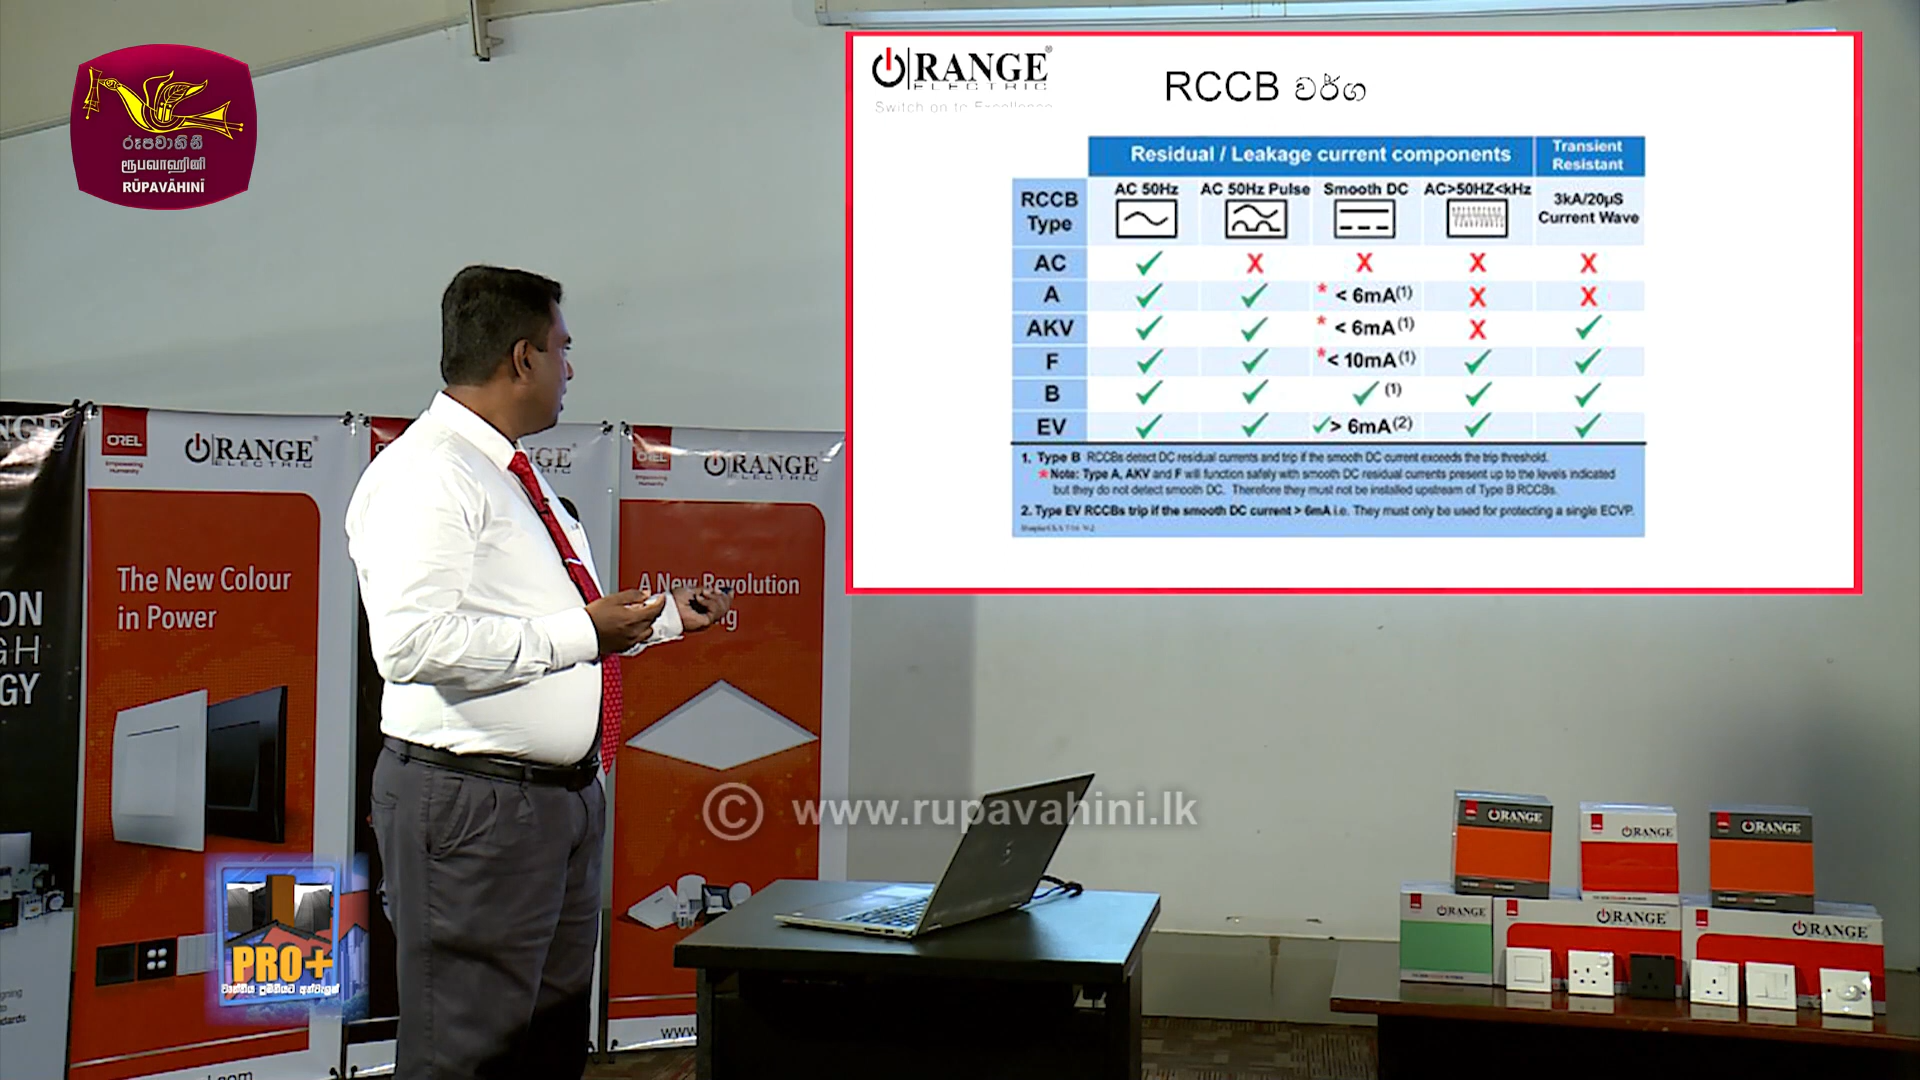 රූපවාහිනී
ரூபவாஹினி
RŪPAVĀHINĪ
ORANGE
ELECTRIC
Switch on to Excellence
RCCB වර්ග
Residual / Leakage current components
Transient
Resistant
RCCB
Type
AC 50Hz
AC 50Hz Pulse
Smooth DC
AC>50HZ<kHz
3kA/20µS
Current Wave
AC ✓ X X X X
A ✓ ✓ * < 6mA(1) X X
AKV ✓ ✓ * < 6mA(1) X ✓
F ✓ ✓ *< 10mA(1) ✓ ✓
B ✓ ✓ ✓ (1) ✓ ✓
EV ✓ ✓ ✓> 6mA(2) ✓ ✓
1. Type B RCCBs detect DC residual currents and trip if the smooth DC current exceeds the trip threshold.
*Note: Type A, AKV and F will function safely with smooth DC residual currents present up to the levels indicated
but they do not detect smooth DC. Therefore they must not be installed upstream of Type B RCCBs.
2. Type EV RCCBs trip if the smooth DC current > 6mA i.e. They must only be used for protecting a single ECVP.
OREL
Empowering
Humanity
ORANGE
ELECTRIC
The New Colour
in Power
OREL
Empowering
Humanity
ORANGE
ELECTRIC
A New Revolution
© www.rupavahini.lk
PRO+
ORANGE
ORANGE
ORANGE
ORANGE
ORANGE
ORANGE